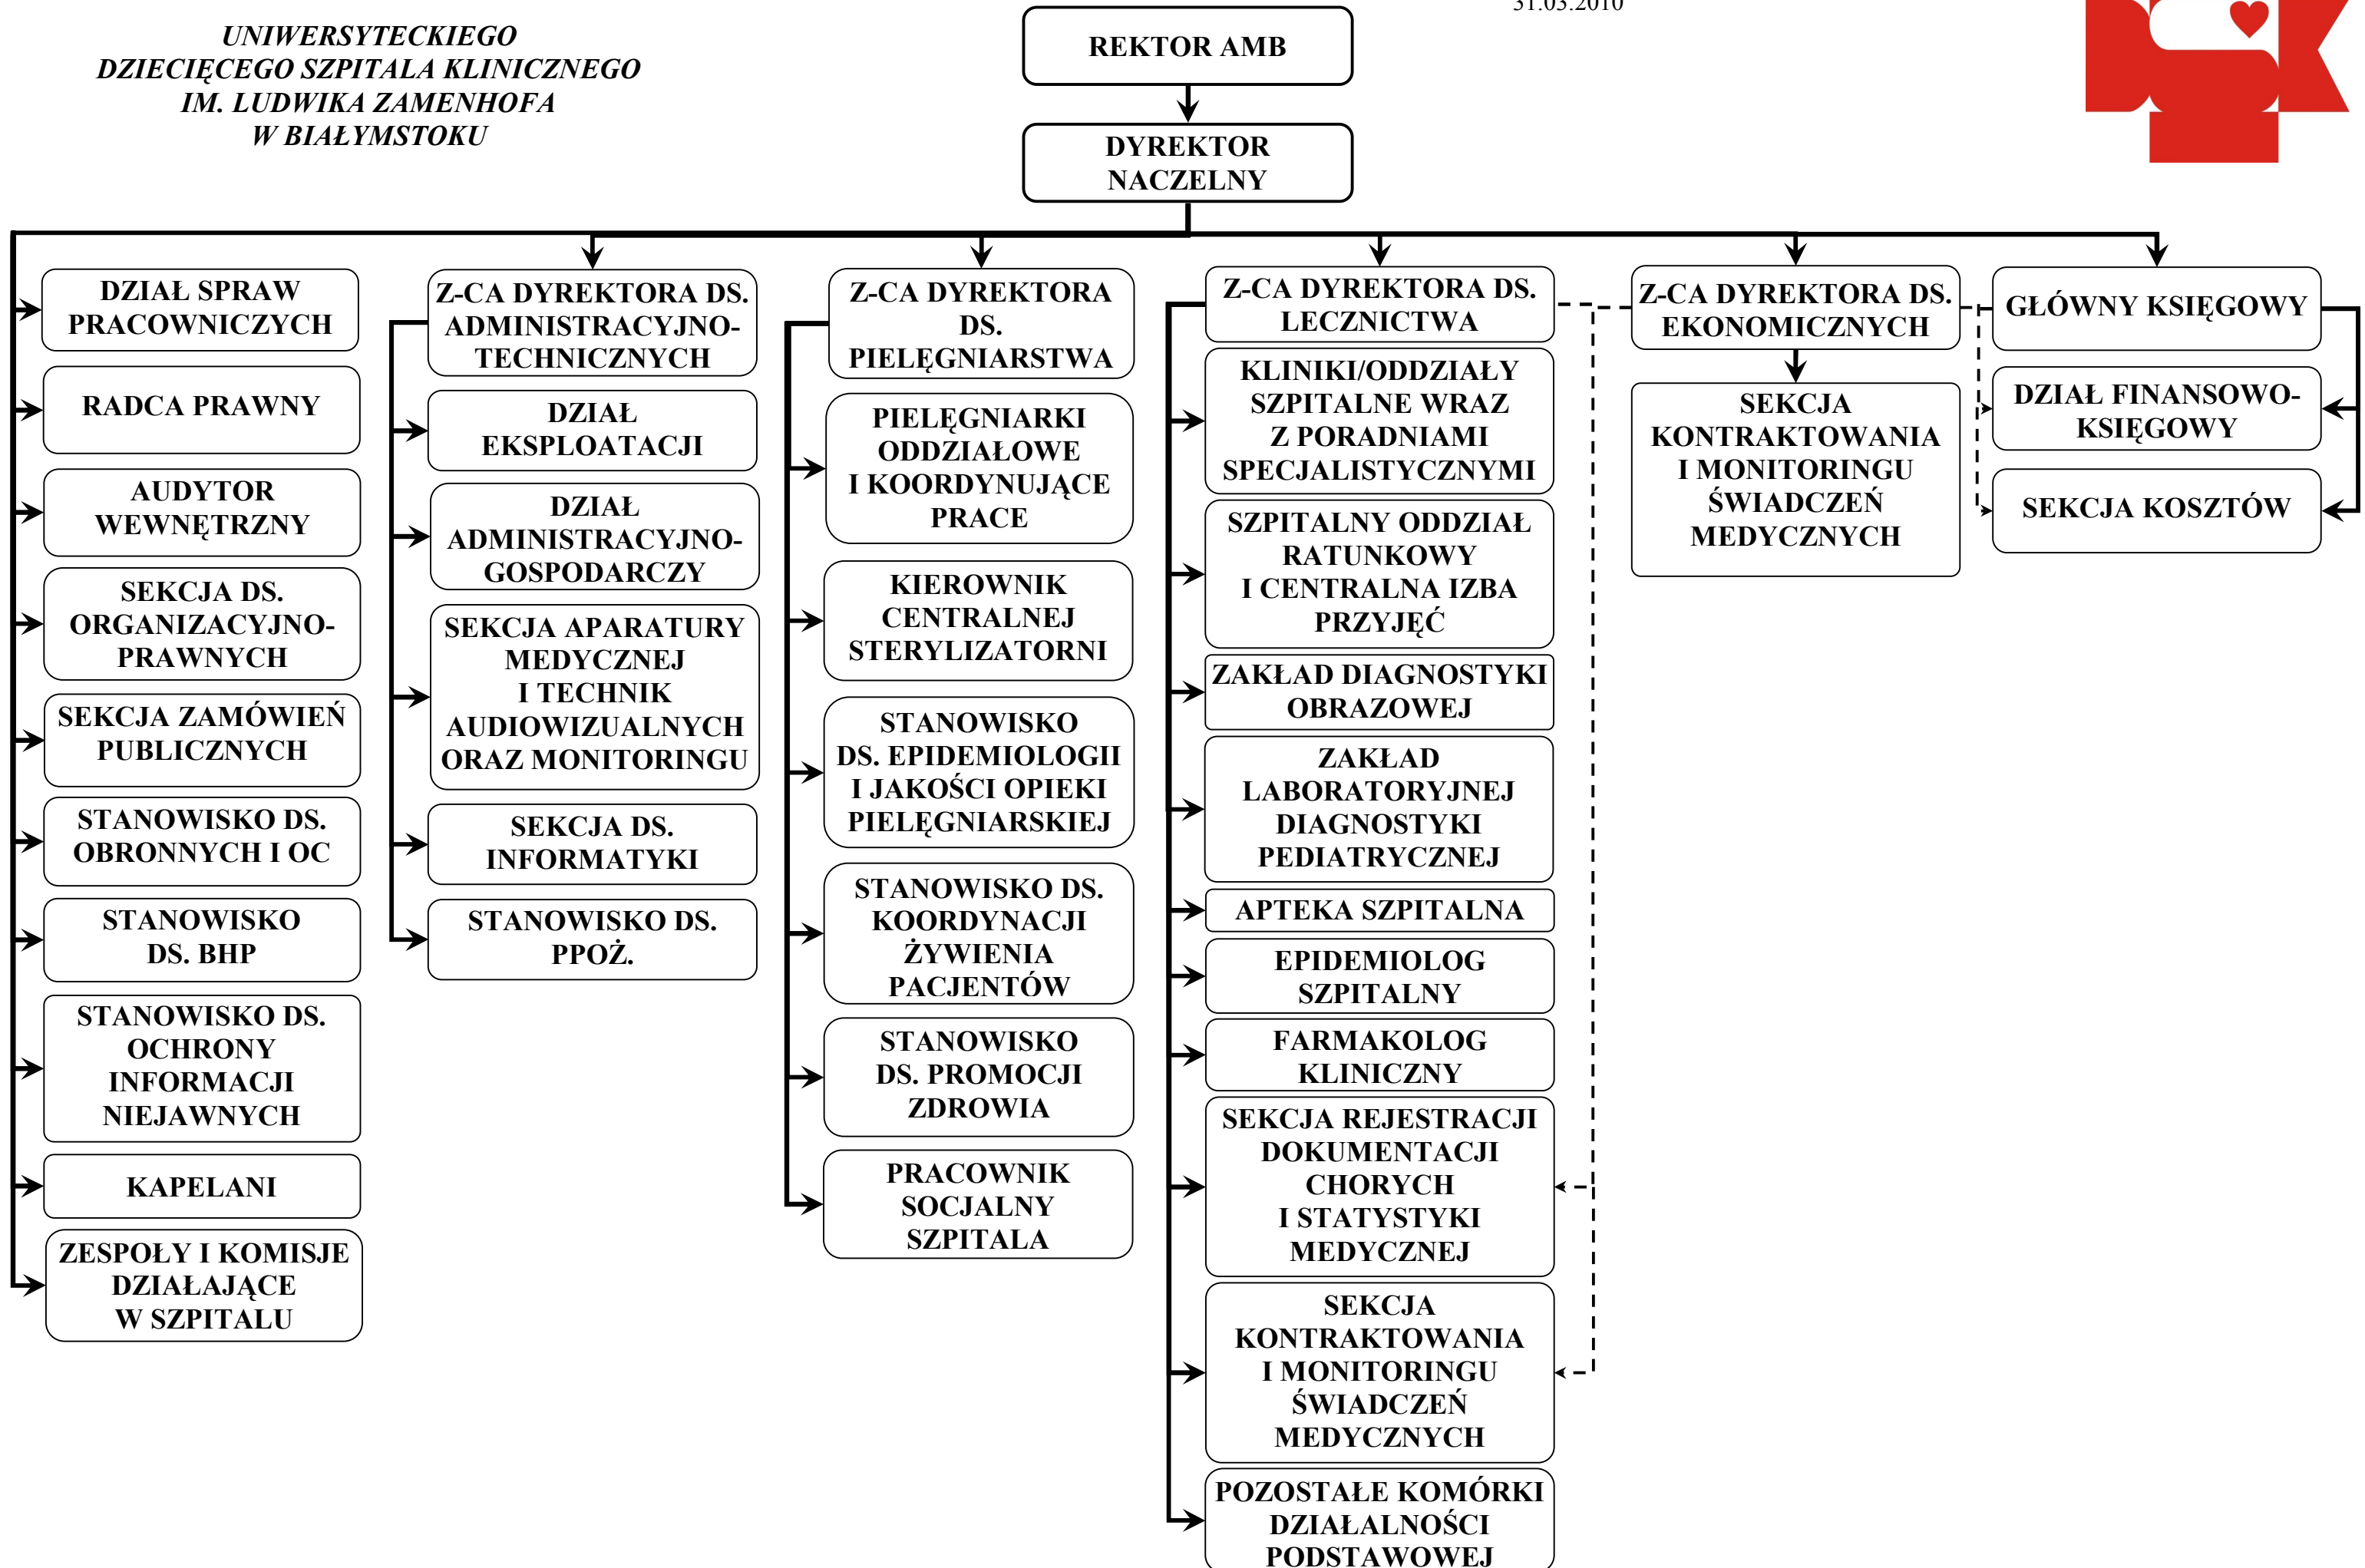 31.03.2010
UNIWERSYTECKIEGO
DZIECIĘCEGO SZPITALA KLINICZNEGO
IM. LUDWIKA ZAMENHOFA
W BIAŁYMSTOKU
REKTOR AMB
DYREKTOR
NACZELNY
DZIAŁ SPRAW
PRACOWNICZYCH
RADCA PRAWNY
AUDYTOR
WEWNĘTRZNY
SEKCJA DS.
ORGANIZACYJNO-
PRAWNYCH
SEKCJA ZAMÓWIEŃ
PUBLICZNYCH
STANOWISKO DS.
OBRONNYCH I OC
STANOWISKO
DS. BHP
STANOWISKO DS.
OCHRONY
INFORMACJI
NIEJAWNYCH
KAPELANI
ZESPOŁY I KOMISJE
DZIAŁAJĄCE
W SZPITALU
Z-CA DYREKTORA DS.
ADMINISTRACYJNO-
TECHNICZNYCH
DZIAŁ
EKSPLOATACJI
DZIAŁ
ADMINISTRACYJNO-
GOSPODARCZY
SEKCJA APARATURY
MEDYCZNEJ
I TECHNIK
AUDIOWIZUALNYCH
ORAZ MONITORINGU
SEKCJA DS.
INFORMATYKI
STANOWISKO DS.
PPOŻ.
Z-CA DYREKTORA
DS.
PIELĘGNIARSTWA
PIELĘGNIARKI
ODDZIAŁOWE
I KOORDYNUJĄCE
PRACE
KIEROWNIK
CENTRALNEJ
STERYLIZATORNI
STANOWISKO
DS. EPIDEMIOLOGII
I JAKOŚCI OPIEKI
PIELĘGNIARSKIEJ
STANOWISKO DS.
KOORDYNACJI
ŻYWIENIA
PACJENTÓW
STANOWISKO
DS. PROMOCJI
ZDROWIA
PRACOWNIK
SOCJALNY
SZPITALA
Z-CA DYREKTORA DS.
LECZNICTWA
KLINIKI/ODDZIAŁY
SZPITALNE WRAZ
Z PORADNIAMI
SPECJALISTYCZNYMI
SZPITALNY ODDZIAŁ
RATUNKOWY
I CENTRALNA IZBA
PRZYJĘĆ
ZAKŁAD DIAGNOSTYKI
OBRAZOWEJ
ZAKŁAD
LABORATORYJNEJ
DIAGNOSTYKI
PEDIATRYCZNEJ
APTEKA SZPITALNA
EPIDEMIOLOG
SZPITALNY
FARMAKOLOG
KLINICZNY
SEKCJA REJESTRACJI
DOKUMENTACJI
CHORYCH
I STATYSTYKI
MEDYCZNEJ
SEKCJA
KONTRAKTOWANIA
I MONITORINGU
ŚWIADCZEŃ
MEDYCZNYCH
POZOSTAŁE KOMÓRKI
DZIAŁALNOŚCI
PODSTAWOWEJ
Z-CA DYREKTORA DS.
EKONOMICZNYCH
SEKCJA
KONTRAKTOWANIA
I MONITORINGU
ŚWIADCZEŃ
MEDYCZNYCH
GŁÓWNY KSIĘGOWY
DZIAŁ FINANSOWO-
KSIĘGOWY
SEKCJA KOSZTÓW